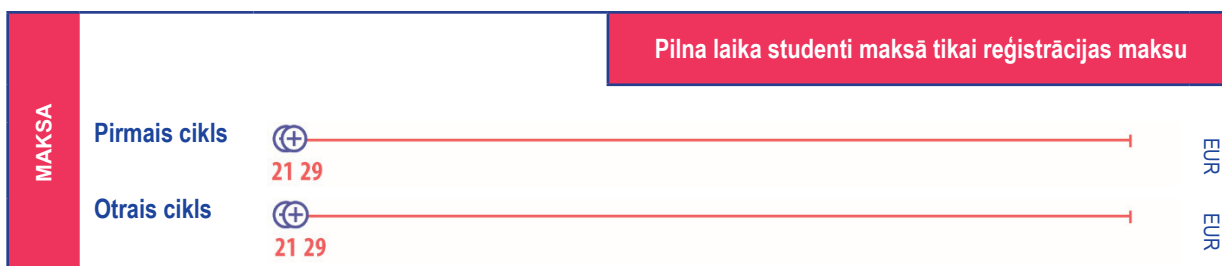 Pilna laika studenti maksā tikai reģistrācijas maksu
MAKSA
Pirmais cikls
21 29
EUR
Otrais cikls
21 29
EUR